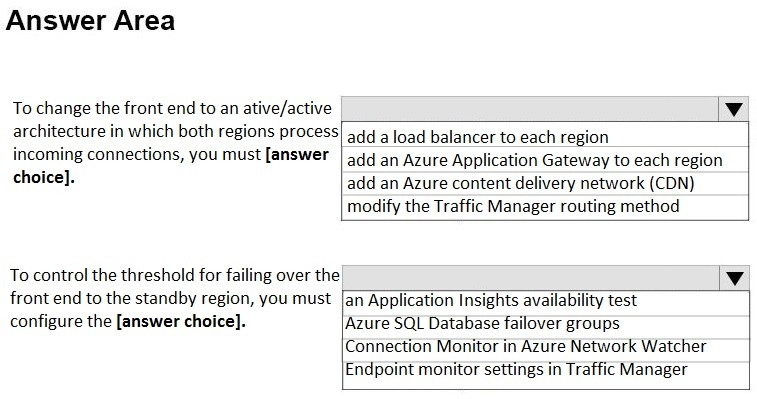 Answer Area
To change the front end to an ative/active
architecture in which both regions process
incoming connections, you must [answer
choice].
add a load balancer to each region
add an Azure Application Gateway to each region
add an Azure content delivery network (CDN)
modify the Traffic Manager routing method
To control the threshold for failing over the
front end to the standby region, you must
configure the [answer choice].
an Application Insights availability test
Azure SQL Database failover groups
Connection Monitor in Azure Network Watcher
Endpoint monitor settings in Traffic Manager